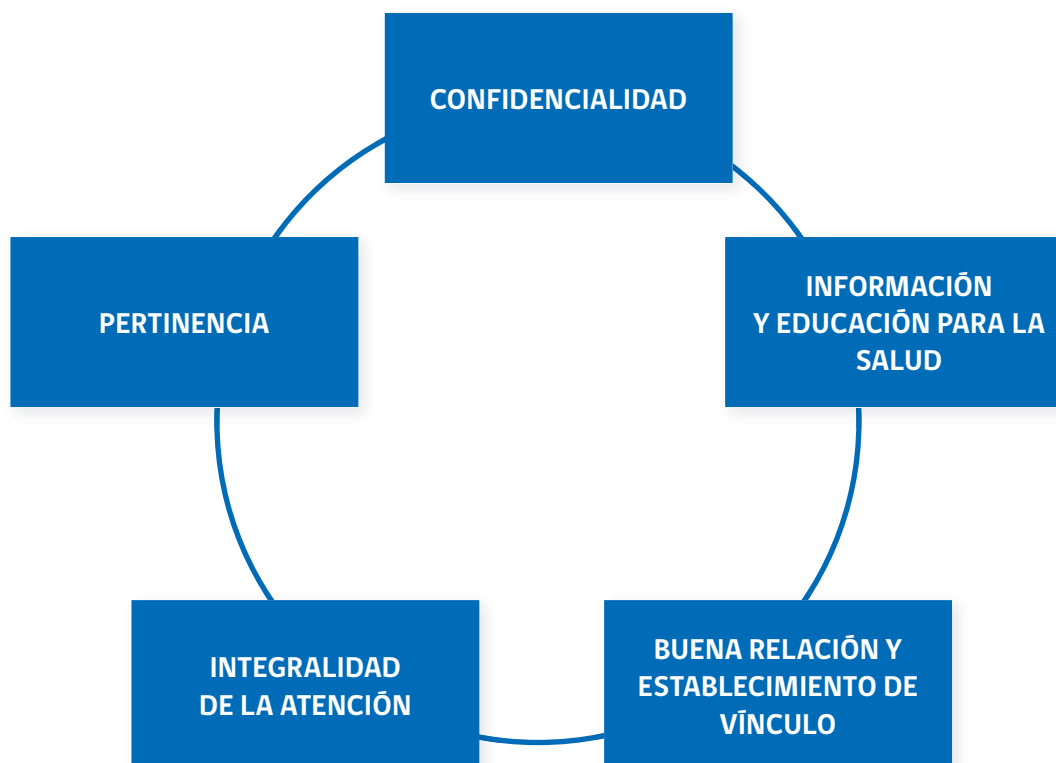 CONFIDENCIALIDAD
INFORMACIÓN
Y EDUCACIÓN PARA LA
SALUD
BUENA RELACIÓN Y
ESTABLECIMIENTO DE
VÍNCULO
INTEGRALIDAD
DE LA ATENCIÓN
PERTINENCIA